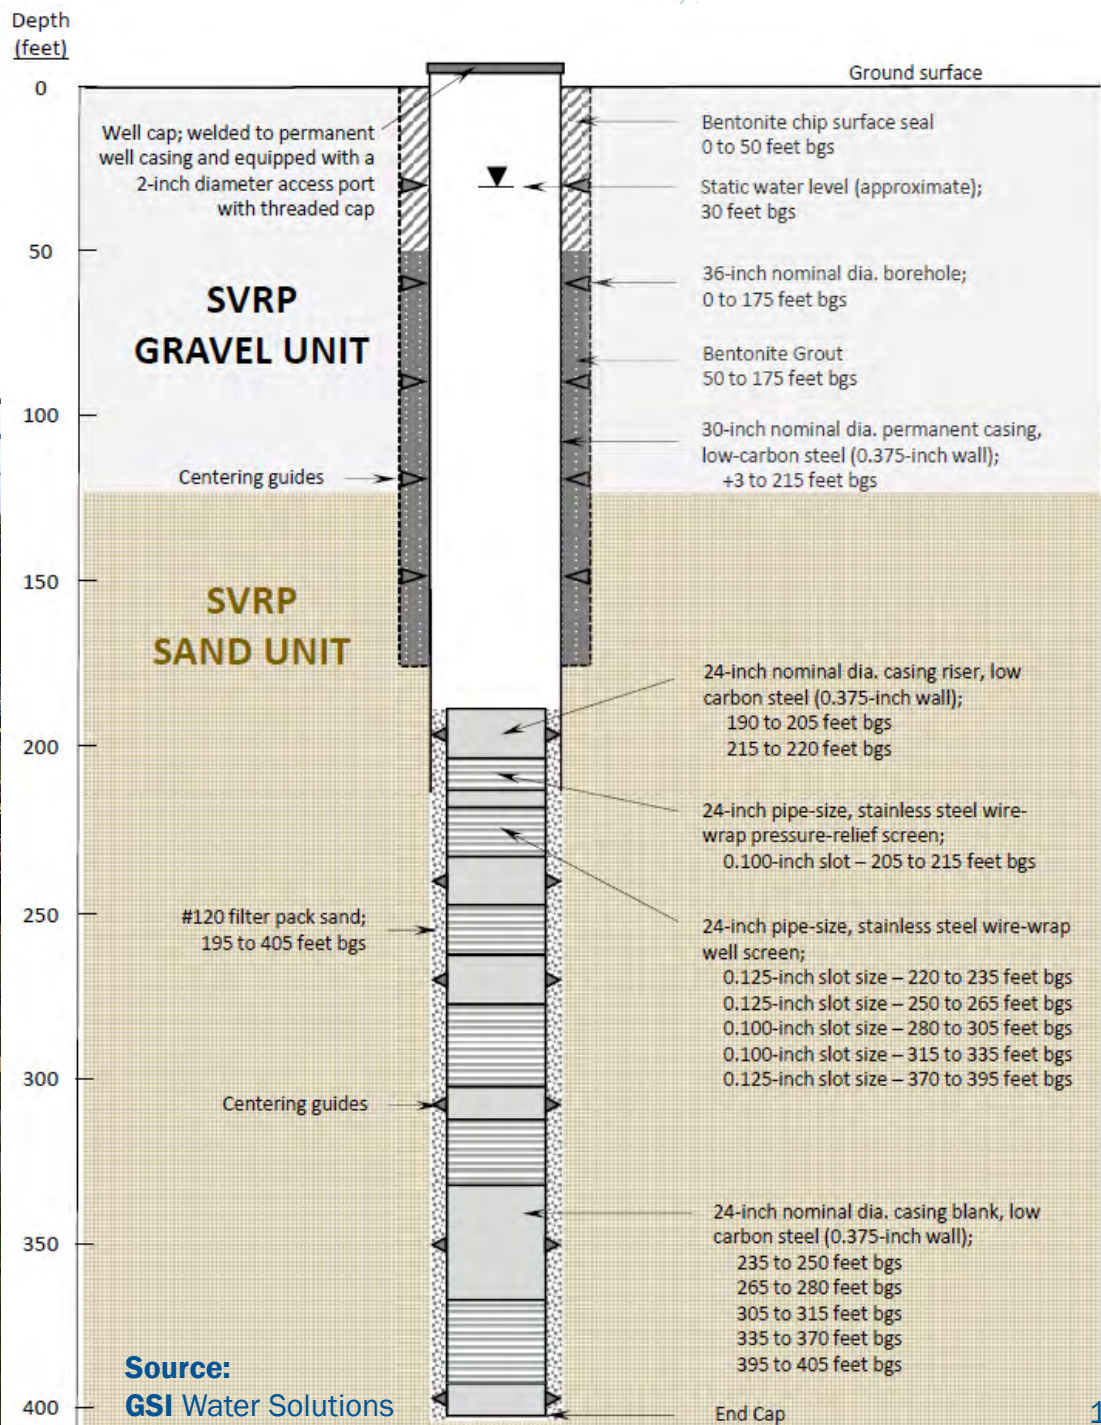 Depth
(feet)
Ground surface
0
Well cap; welded to permanent
well casing and equipped with a
2-inch diameter access port
with threaded cap
Bentonite chip surface seal
0 to 50 feet bgs
Static water level (approximate);
30 feet bgs
50
SVRP
GRAVEL UNIT
36-inch nominal dia. borehole;
0 to 175 feet bgs
Bentonite Grout
50 to 175 feet bgs
100
30-inch nominal dia. permanent casing,
low-carbon steel (0.375-inch wall);
+3 to 215 feet bgs
Centering guides
150
SVRP
SAND UNIT
24-inch nominal dia. casing riser, low
carbon steel (0.375-inch wall);
190 to 205 feet bgs
215 to 220 feet bgs
200
24-inch pipe-size, stainless steel wire-
wrap pressure-relief screen;
0.100-inch slot – 205 to 215 feet bgs
250
#120 filter pack sand;
195 to 405 feet bgs
24-inch pipe-size, stainless steel wire-wrap
well screen;
0.125-inch slot size – 220 to 235 feet bgs
0.125-inch slot size – 250 to 265 feet bgs
0.100-inch slot size – 280 to 305 feet bgs
0.100-inch slot size – 315 to 335 feet bgs
0.125-inch slot size – 370 to 395 feet bgs
300
Centering guides
350
24-inch nominal dia. casing blank, low
carbon steel (0.375-inch wall);
235 to 250 feet bgs
265 to 280 feet bgs
305 to 315 feet bgs
335 to 370 feet bgs
395 to 405 feet bgs
Source:
GSI Water Solutions
400
End Cap
1